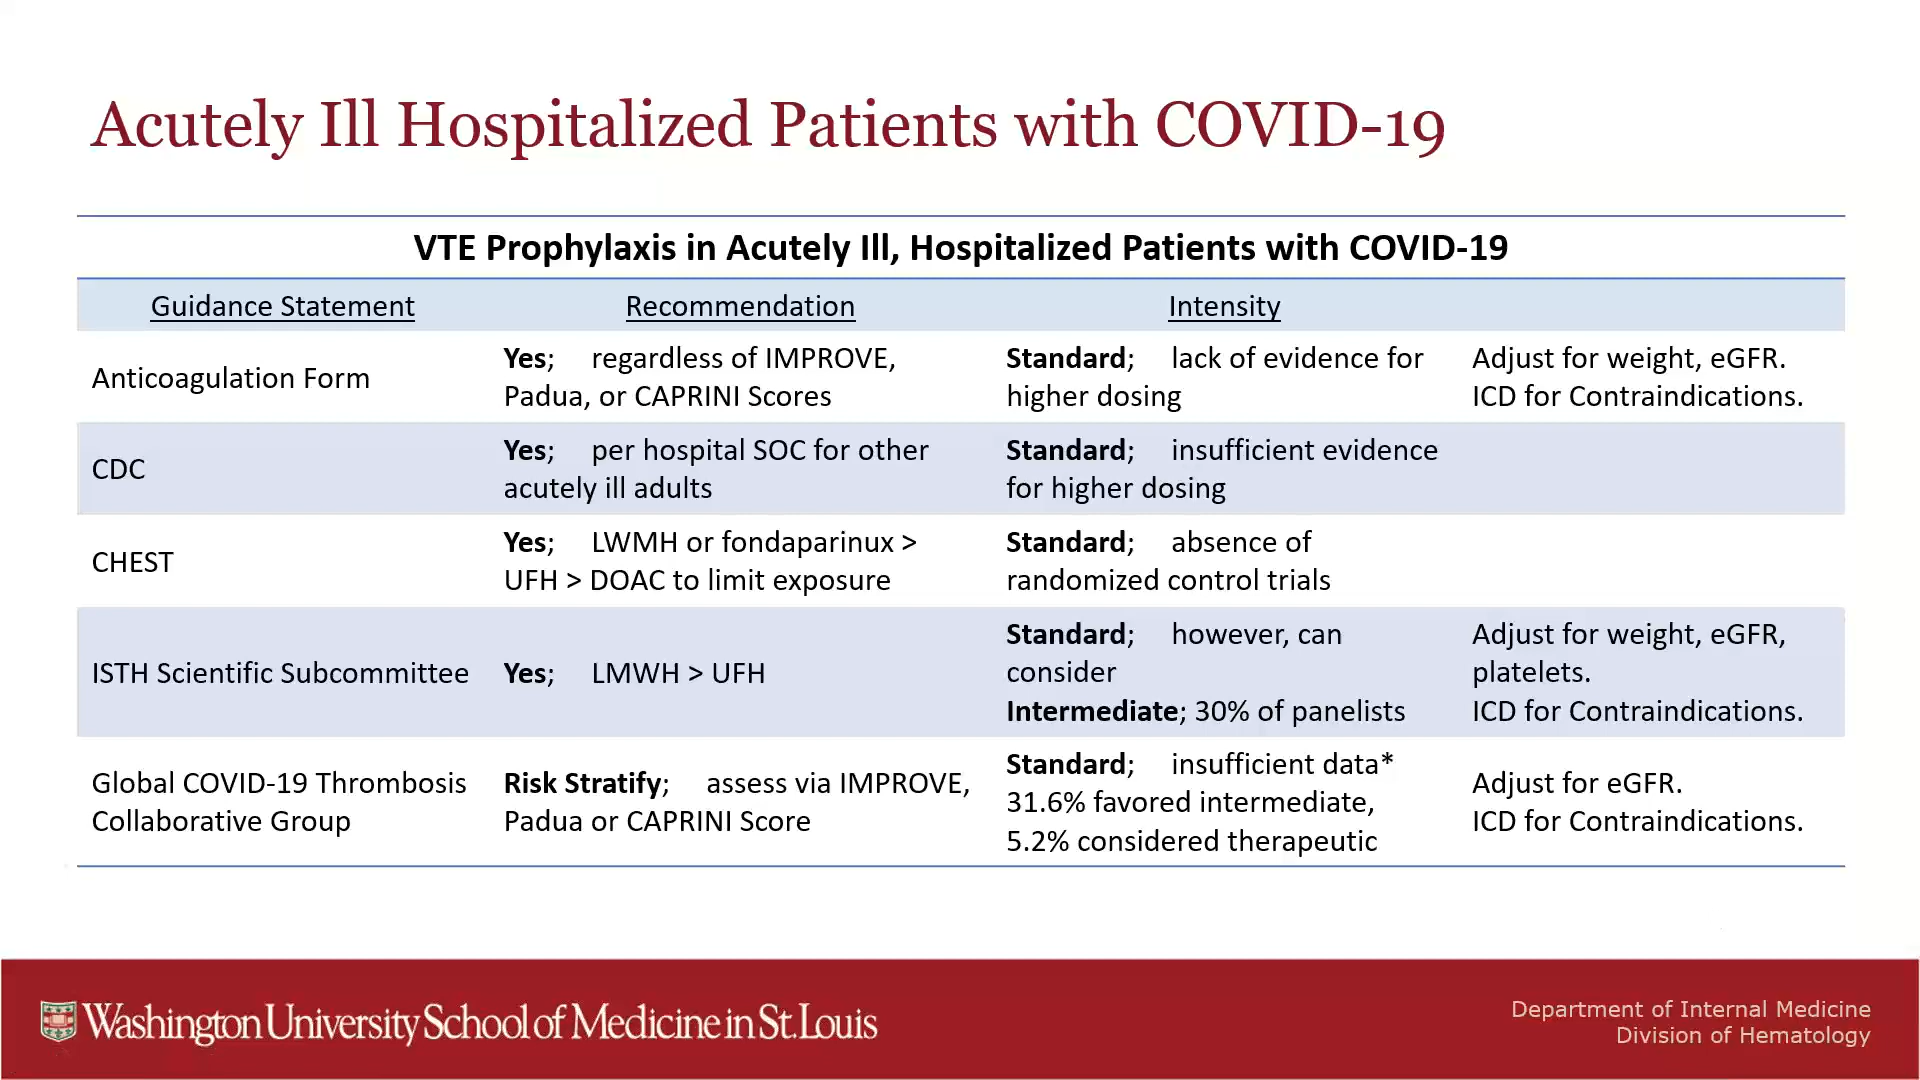 Acutely Ill Hospitalized Patients with COVID-19
VTE Prophylaxis in Acutely Ill, Hospitalized Patients with COVID-19
Guidance Statement Recommendation Intensity
Anticoagulation Form
Yes; regardless of IMPROVE,
Padua, or CAPRINI Scores
Standard; lack of evidence for
higher dosing
Adjust for weight, eGFR.
ICD for Contraindications.
CDC
Yes; per hospital SOC for other
acutely ill adults
Standard; insufficient evidence
for higher dosing
CHEST
Yes; LWMH or fondaparinux >
UFH > DOAC to limit exposure
Standard; absence of
randomized control trials
ISTH Scientific Subcommittee
Yes; LMWH > UFH
Standard; however, can
consider
Intermediate; 30% of panelists
Adjust for weight, eGFR,
platelets.
ICD for Contraindications.
Global COVID-19 Thrombosis
Collaborative Group
Risk Stratify; assess via IMPROVE,
Padua or CAPRINI Score
Standard; insufficient data*
31.6% favored intermediate,
5.2% considered therapeutic
Adjust for eGFR.
ICD for Contraindications.
Washington University School of Medicine in St. Louis
Department of Internal Medicine
Division of Hematology